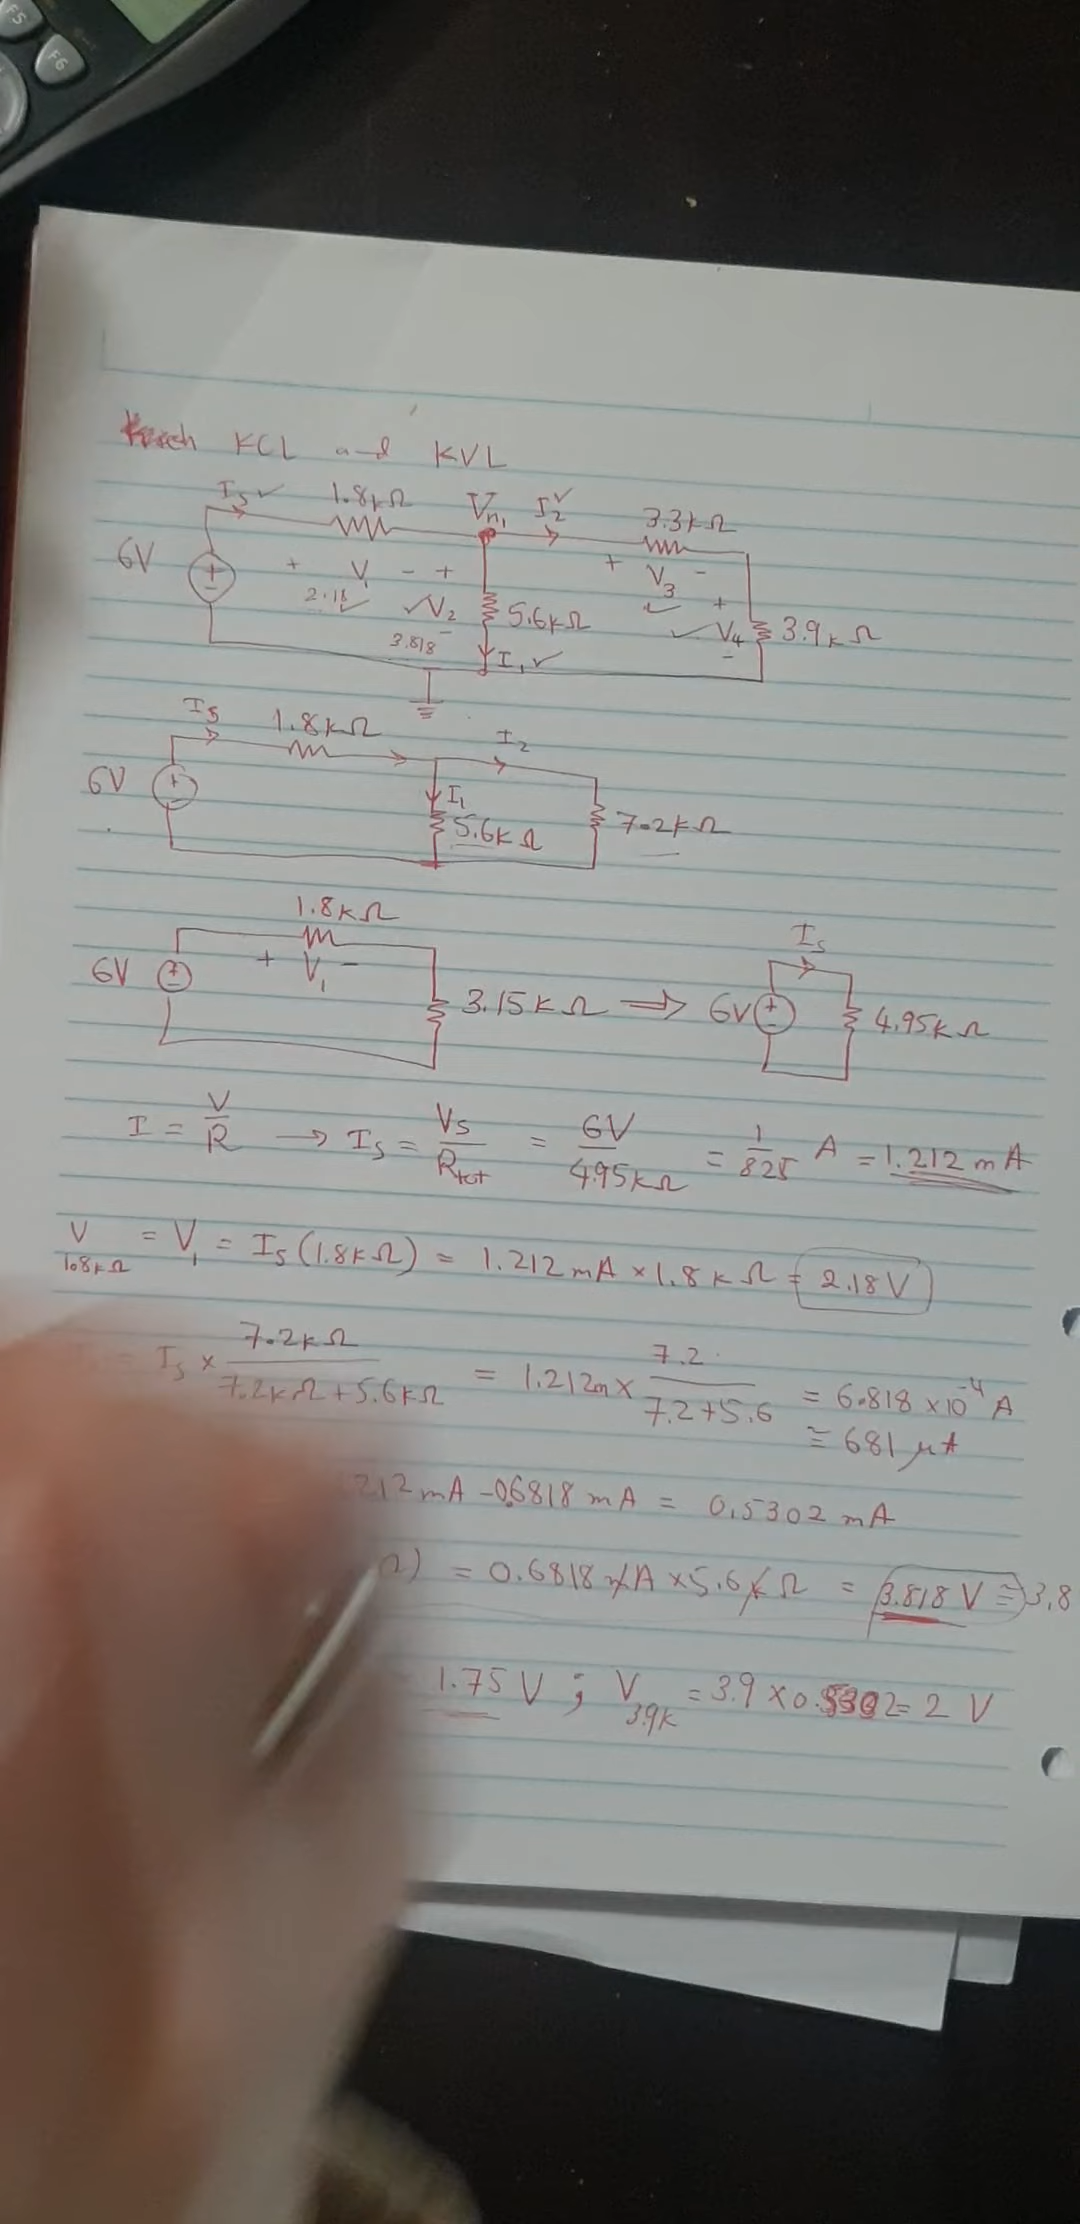 F5
F6
Teach KCL and KVL
Is ✓ 1.8kΩ Vn1 I2 ✓ 3.3kΩ
6V + V1 - + + V3 - +
2.18 ✓ ✓ V2 5.6kΩ ✓ ✓ V4 3.9kΩ
3.818 - I1 ✓ -
Is 1.8kΩ I2
6V I1
5.6kΩ 7.2kΩ
1.8kΩ Is
6V + V1 - 3.15kΩ ⇒ 6V 4.95kΩ
I = V/R → Is = Vs/Rtot = 6V/4.95kΩ = 1/825 A = 1.212 mA
V1.8kΩ = V1 = Is (1.8kΩ) = 1.212 mA × 1.8 kΩ = 2.18 V
= Is × 7.2kΩ/7.2kΩ+5.6kΩ = 1.212m × 7.2/7.2+5.6 = 6.818 ×10^-4 A
≅ 681 μA
212 mA - 0.6818 mA = 0.5302 mA
Ω) = 0.6818 mA × 5.6 kΩ = 3.818 V ≅ 3.8
1.75 V ; V3.9k = 3.9 × 0.5302 = 2 V